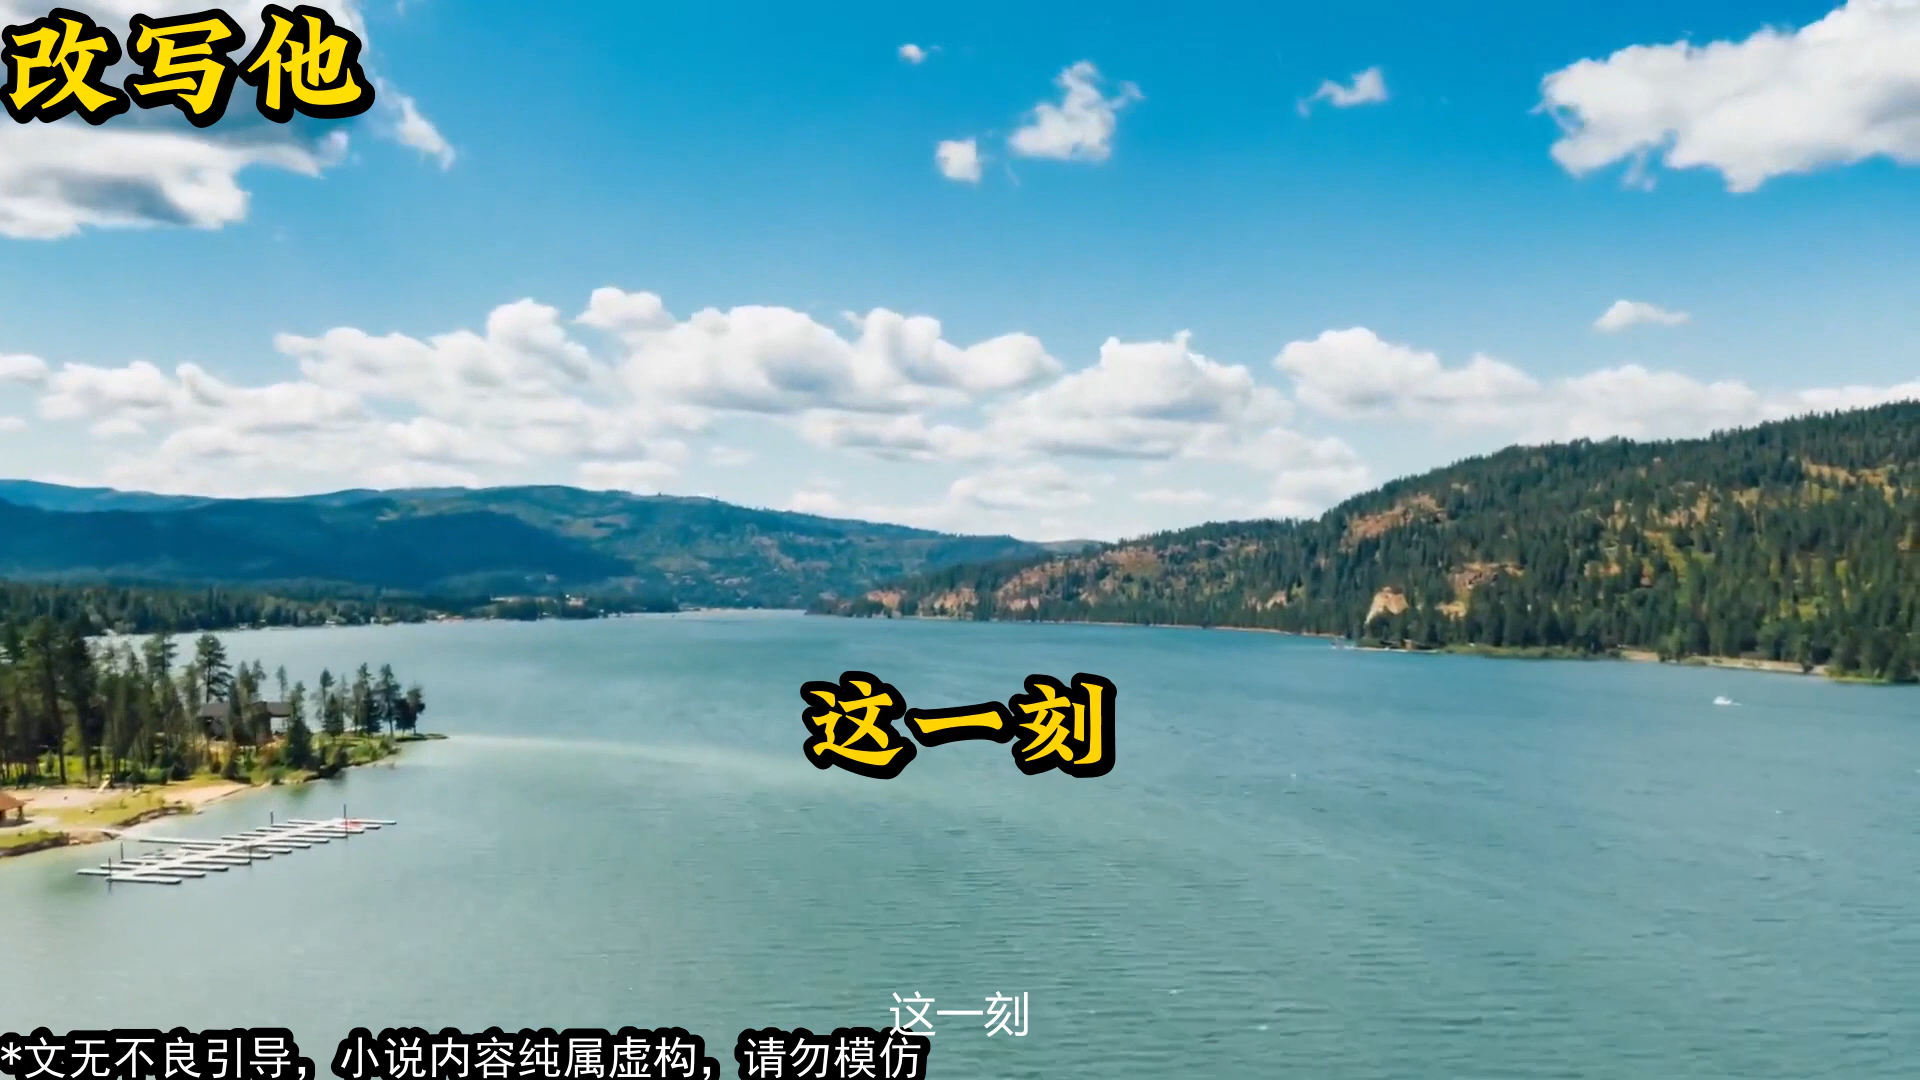 改写他
这一刻
这一刻
*文无不良引导，小说内容纯属虚构，请勿模仿